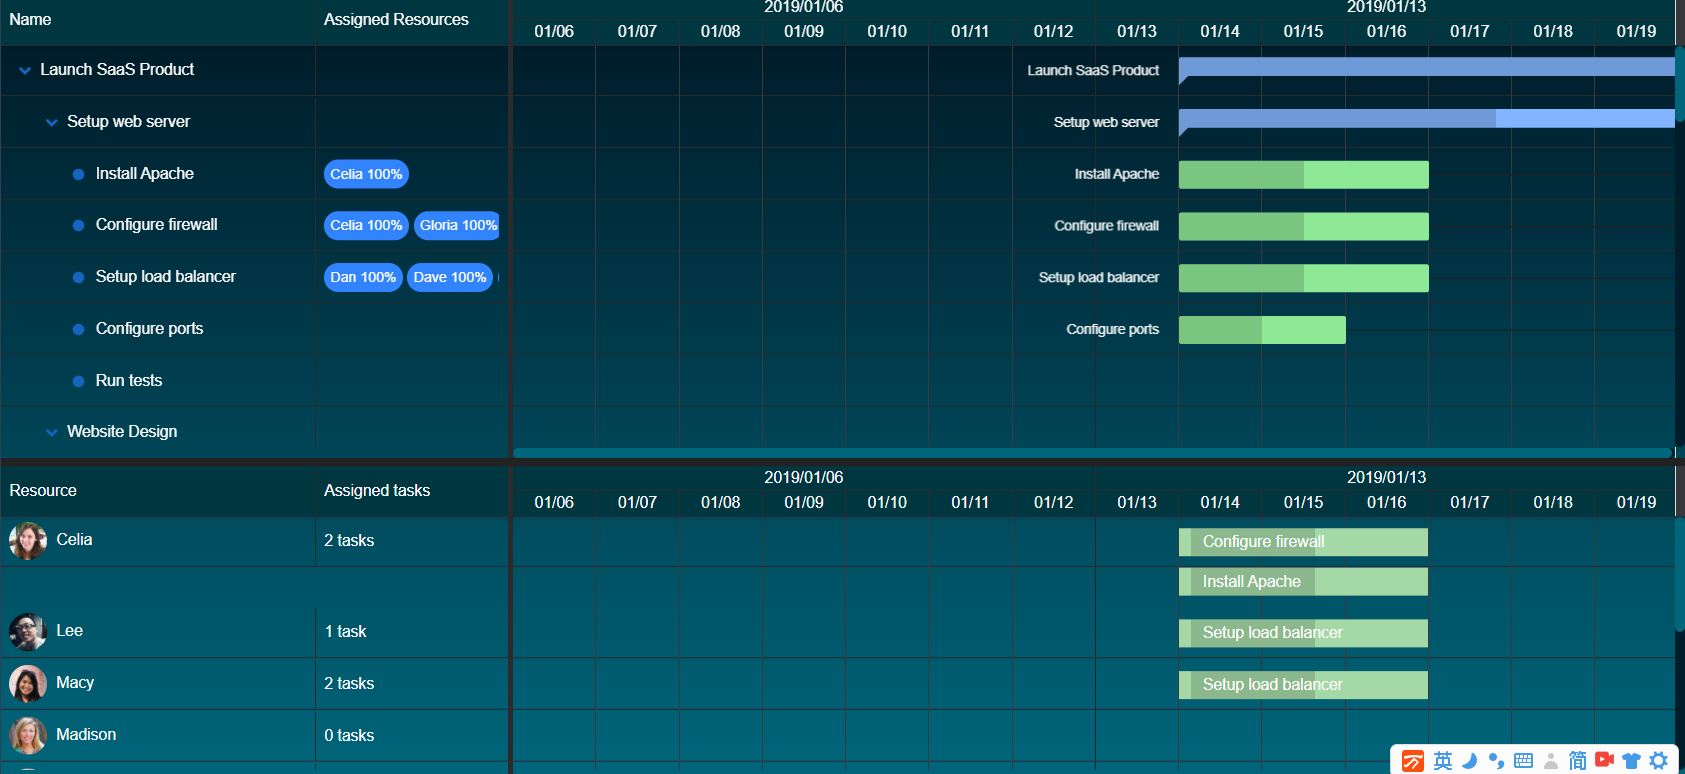 Name Assigned Resources 2019/01/06 2019/01/13
01/06 01/07 01/08 01/09 01/10 01/11 01/12 01/13 01/14 01/15 01/16 01/17 01/18 01/19
Launch SaaS Product Launch SaaS Product
Setup web server Setup web server
Install Apache Celia 100% Install Apache
Configure firewall Celia 100% Gloria 100% Configure firewall
Setup load balancer Dan 100% Dave 100% Setup load balancer
Configure ports Configure ports
Run tests
Website Design
Resource Assigned tasks 2019/01/06 2019/01/13
01/06 01/07 01/08 01/09 01/10 01/11 01/12 01/13 01/14 01/15 01/16 01/17 01/18 01/19
Celia 2 tasks Configure firewall
Install Apache
Lee 1 task Setup load balancer
Macy 2 tasks Setup load balancer
Madison 0 tasks
英 简